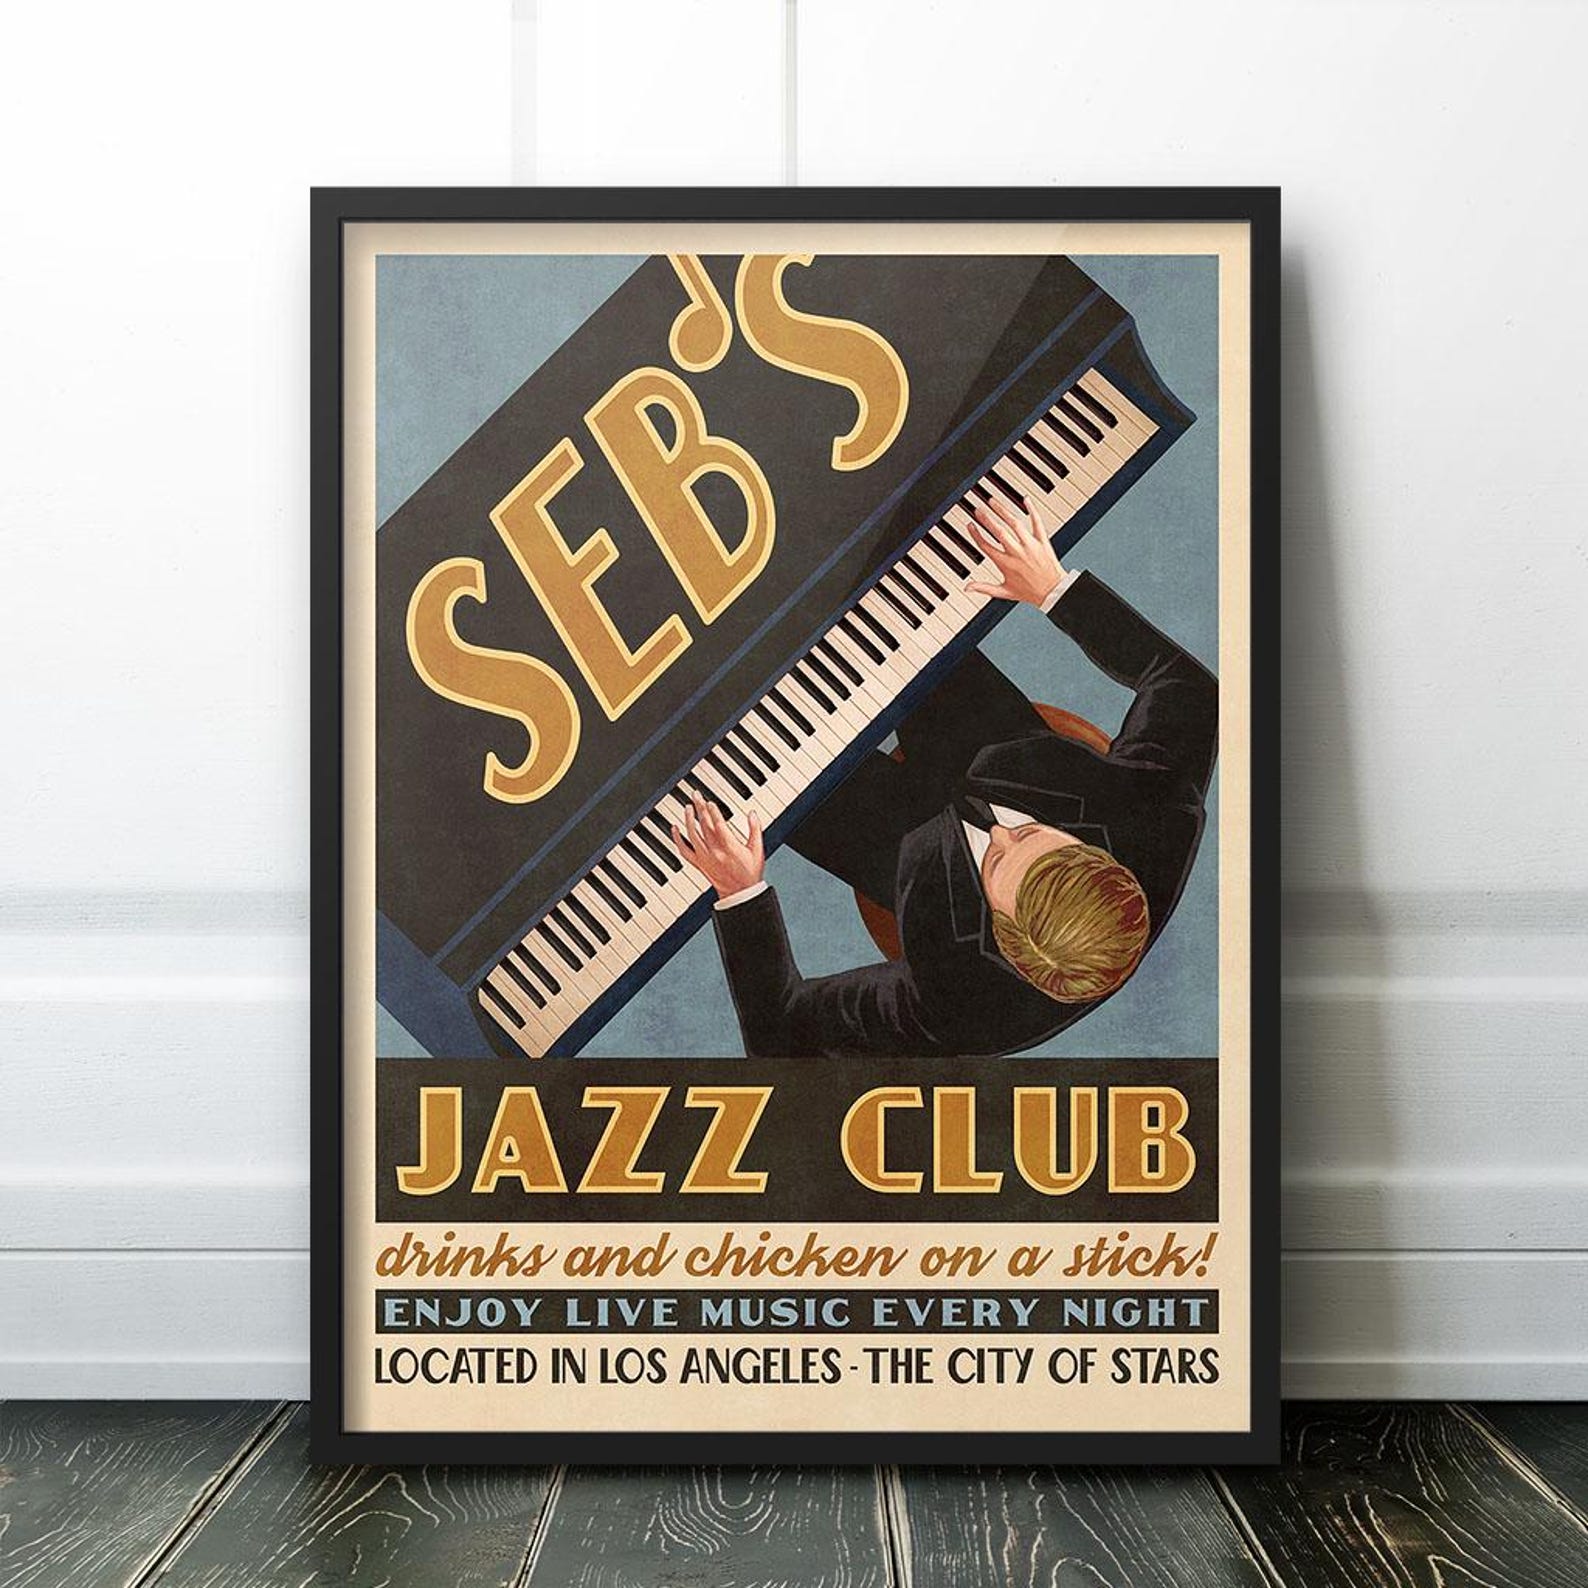 SEB'S
JAZZ CLUB
drinks and chicken on a stick!
ENJOY LIVE MUSIC EVERY NIGHT
LOCATED IN LOS ANGELES - THE CITY OF STARS